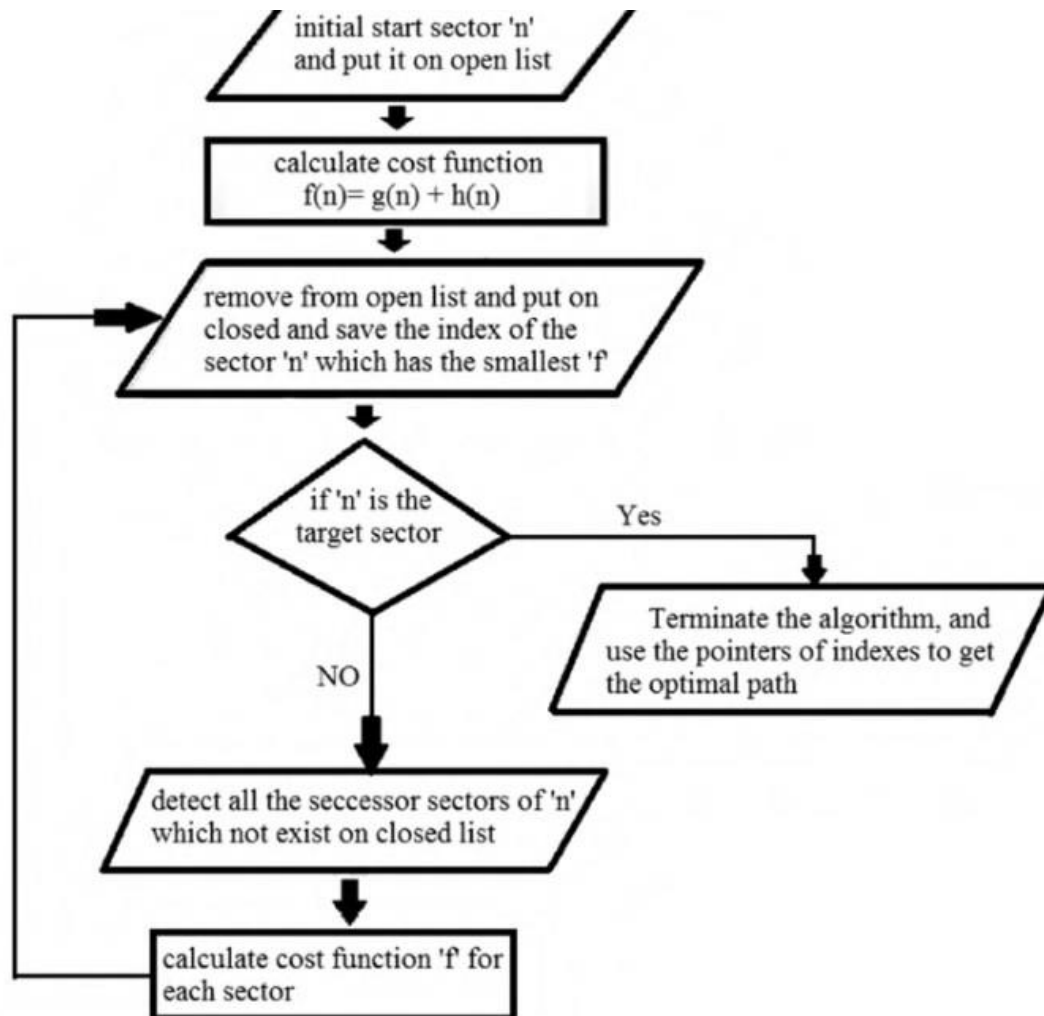 initial start sector 'n'
and put it on open list
calculate cost function
f(n)= g(n) + h(n)
remove from open list and put on
closed and save the index of the
sector 'n' which has the smallest 'f'
if 'n' is the
target sector
Yes
Terminate the algorithm, and
use the pointers of indexes to get
the optimal path
NO
detect all the seccessor sectors of 'n'
which not exist on closed list
calculate cost function 'f' for
each sector